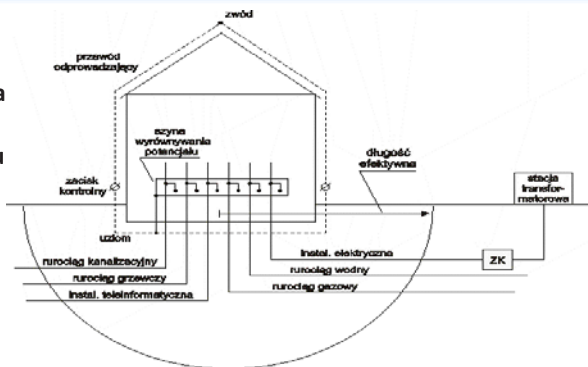 zwód
przewód
odprowadzający
a
szyna
wyrównywania
potencjału
u
zacisk
kontrolny
długość
efektywna
stacja
transfor-
matorowa
uziom
instal. elektryczna
ZK
rurociąg kanalizacyjny
rurociąg wodny
rurociąg grzewczy
rurociąg gazowy
instal. teleinformatyczna